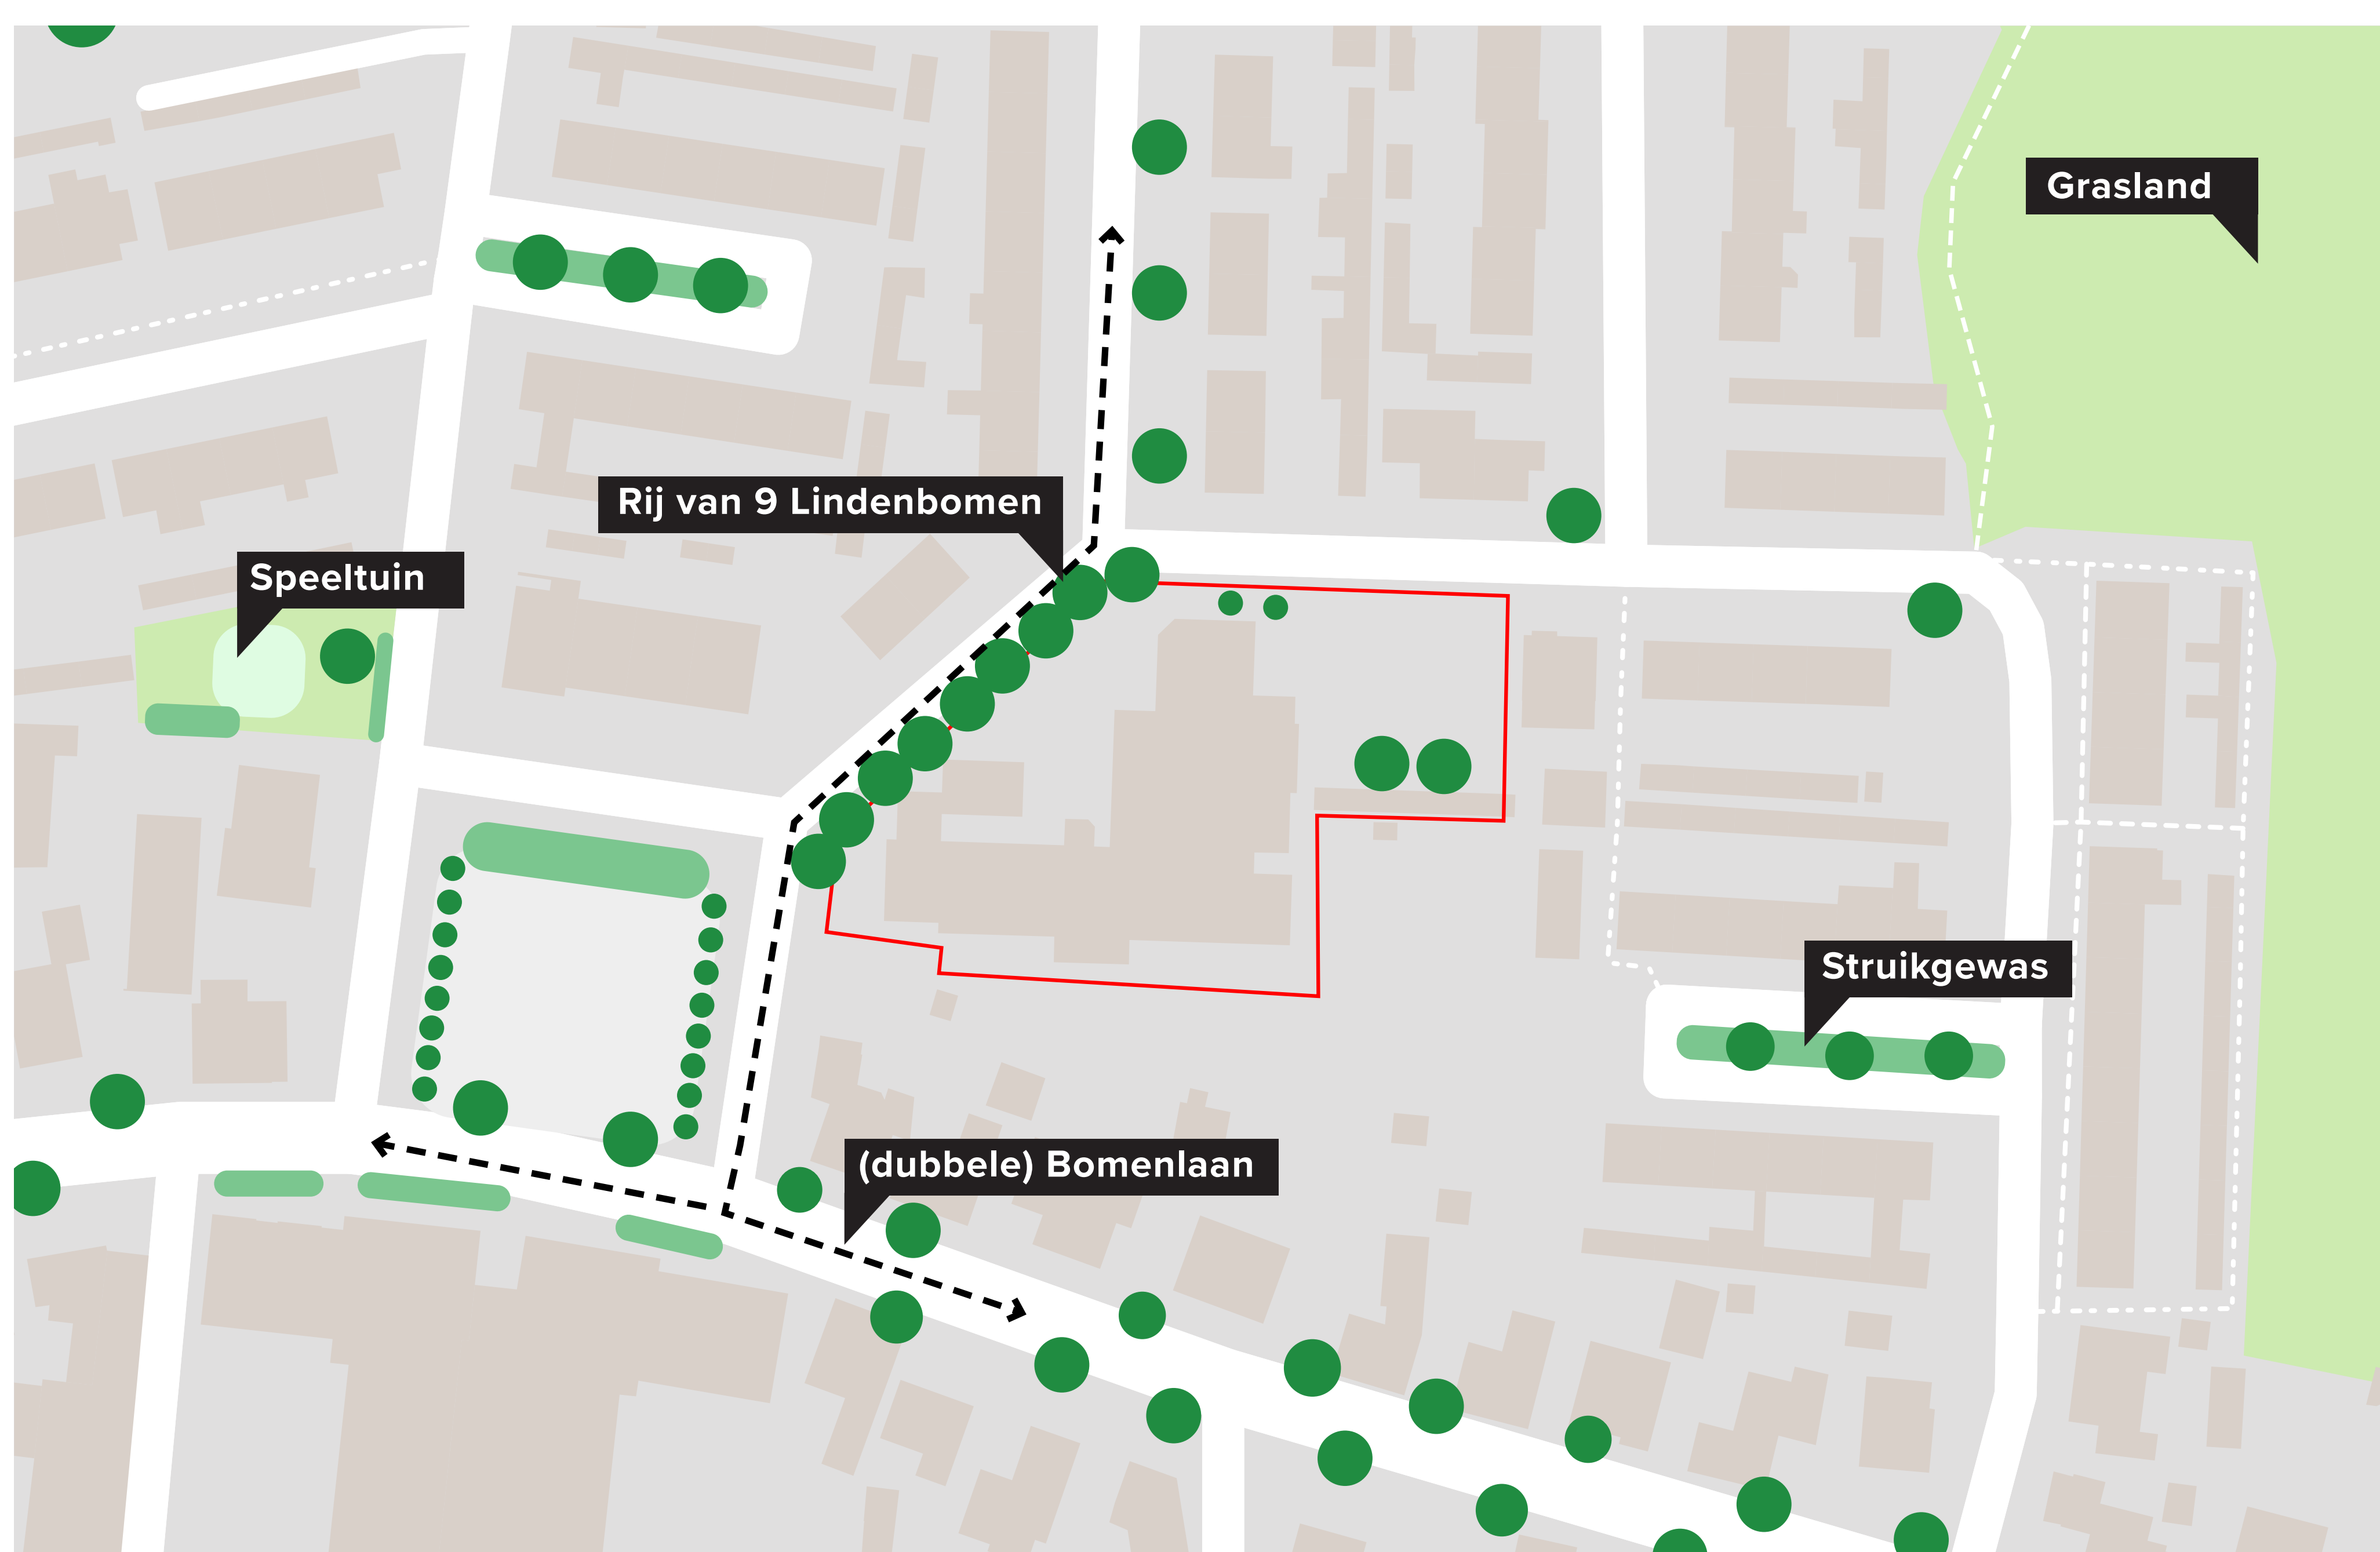 Grasland
Rij van 9 Lindenbomen
Speeltuin
Struikgewas
(dubbele) Bomenlaan